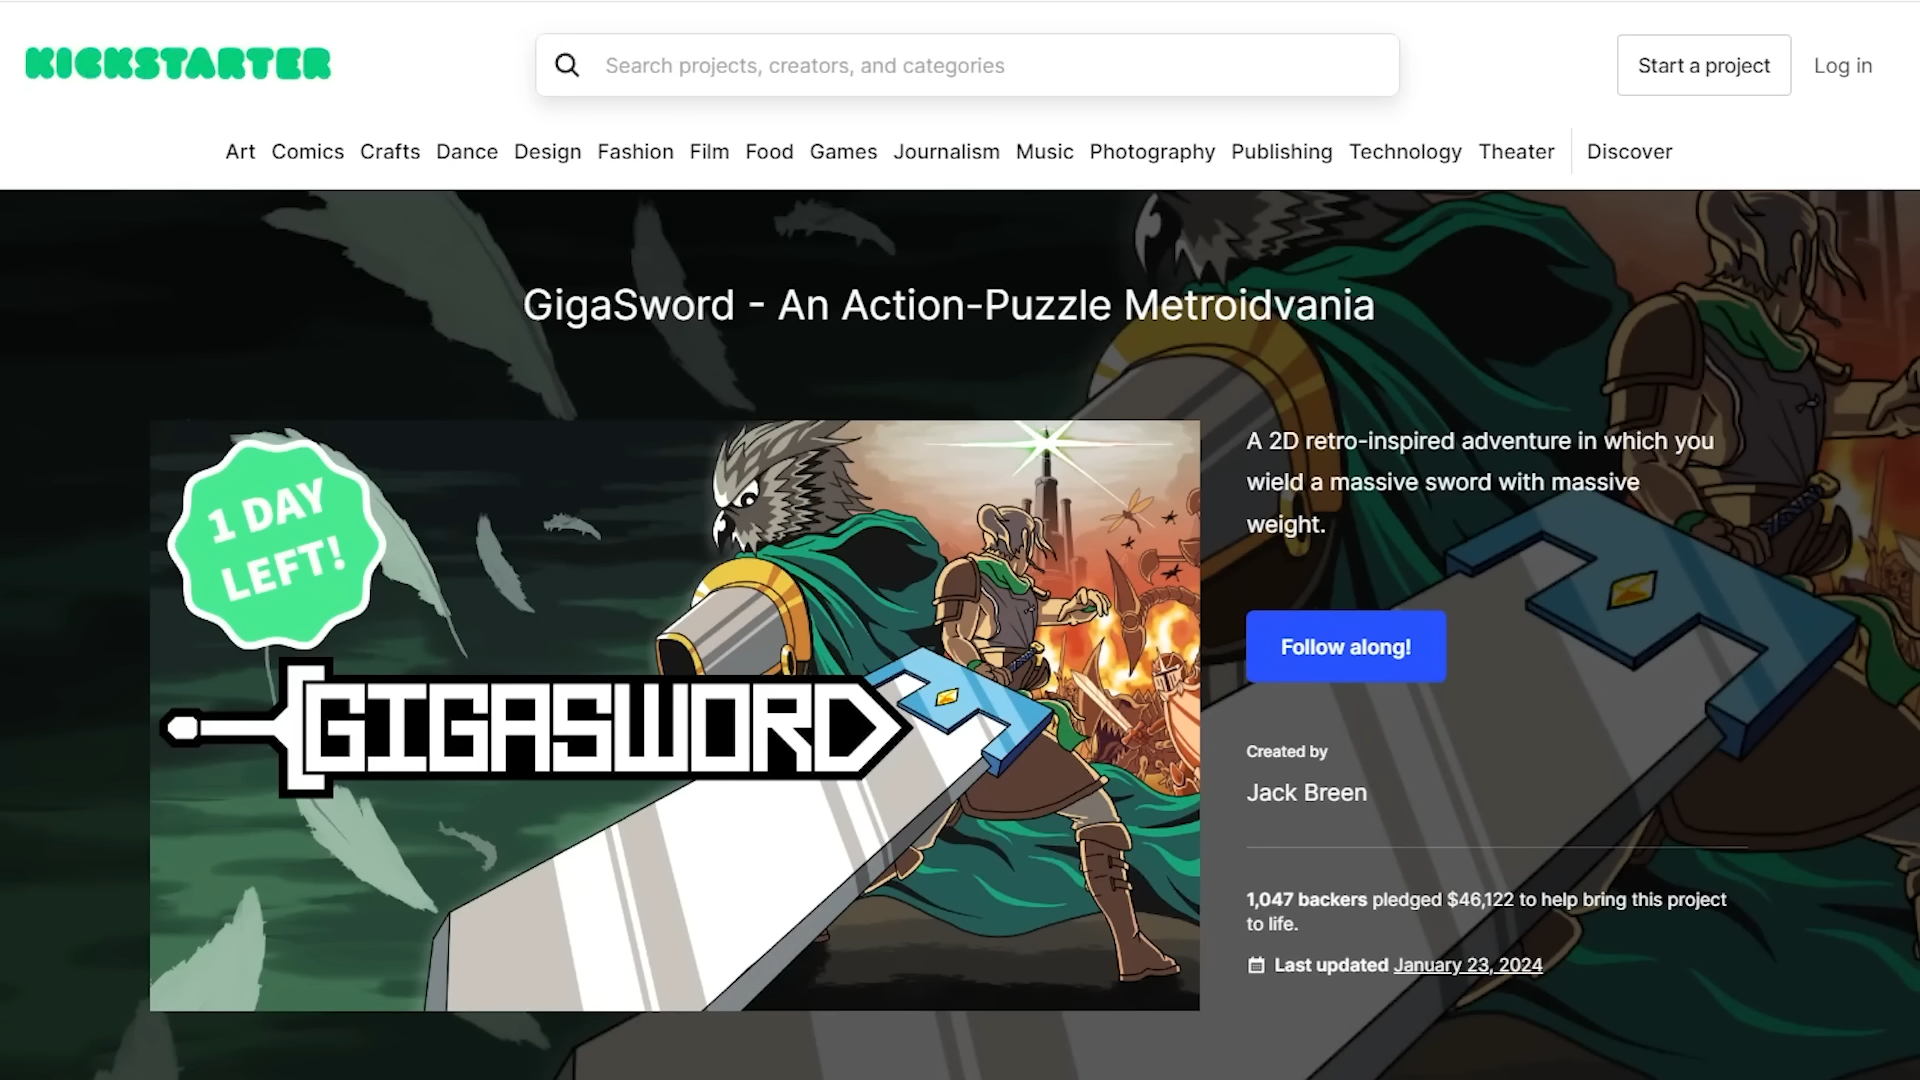 KICKSTARTER
Search projects, creators, and categories
Start a project
Log in
Art Comics Crafts Dance Design Fashion Film Food Games Journalism Music Photography Publishing Technology Theater Discover
GigaSword - An Action-Puzzle Metroidvania
1 DAY
LEFT!
GIGASWORD
A 2D retro-inspired adventure in which you
wield a massive sword with massive
weight.
Follow along!
Created by
Jack Breen
1,047 backers pledged $46,122 to help bring this project
to life.
Last updated January 23, 2024